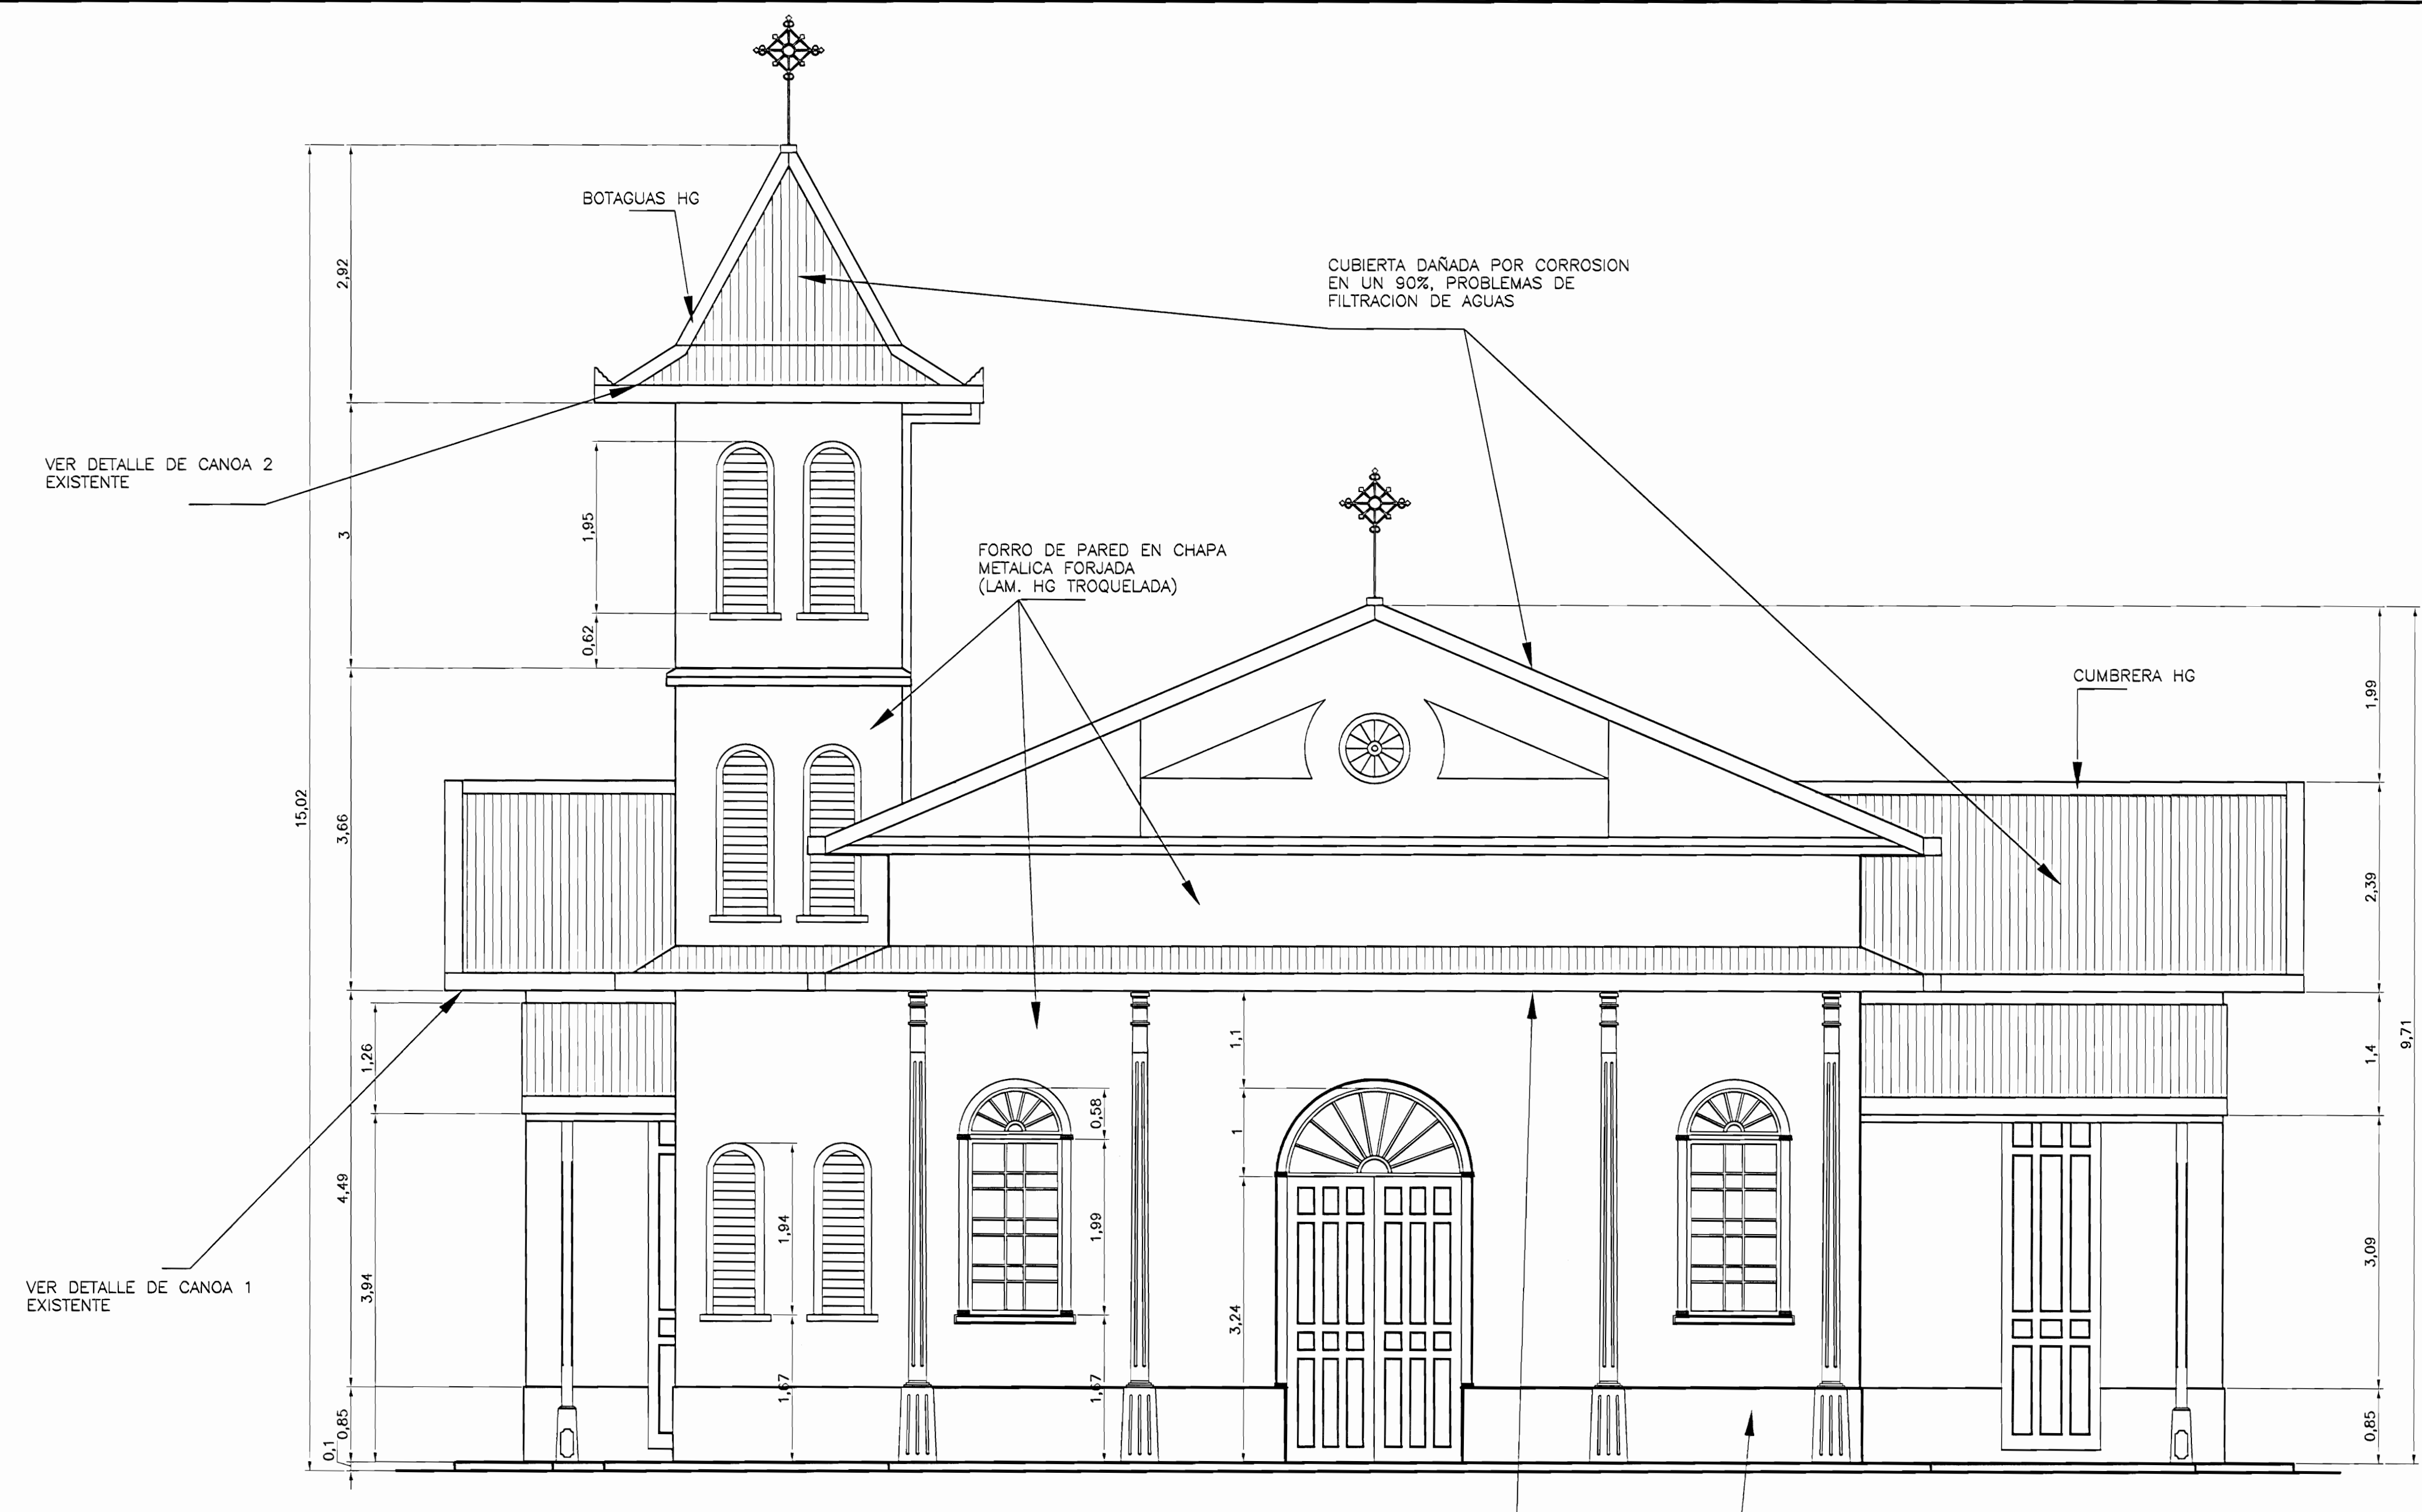 BOTAGUAS HG
CUBIERTA DAÑADA POR CORROSION
EN UN 90%, PROBLEMAS DE
FILTRACION DE AGUAS
VER DETALLE DE CANOA 2
EXISTENTE
FORRO DE PARED EN CHAPA
METALICA FORJADA
(LAM. HG TROQUELADA)
CUMBRERA HG
VER DETALLE DE CANOA 1
EXISTENTE
15,02
2,92
3
3,66
4,49
0,85
0,1
1,26
3,94
1,95
0,62
1,94
1,67
0,58
1,99
1,67
1,1
1
3,24
1,99
2,39
1,4
3,09
0,85
9,71